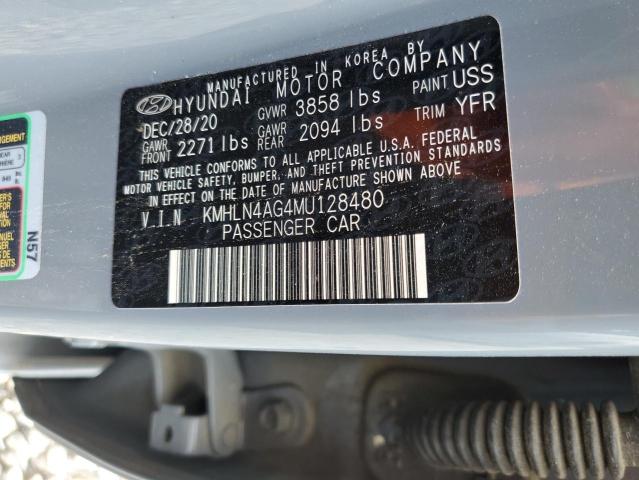 MANUFACTURED IN KOREA BY
HYUNDAI MOTOR COMPANY
DEC/28/20 GVWR 3858 lbs PAINT USS
GAWR FRONT 2271 lbs GAWR REAR 2094 lbs TRIM YFR
THIS VEHICLE CONFORMS TO ALL APPLICABLE U.S.A. FEDERAL
MOTOR VEHICLE SAFETY, BUMPER, AND THEFT PREVENTION STANDARDS
IN EFFECT ON THE DATE OF MANUFACTURE SHOWN ABOVE
V.I.N KMHLN4AG4MU128480
PASSENGER CAR
N57